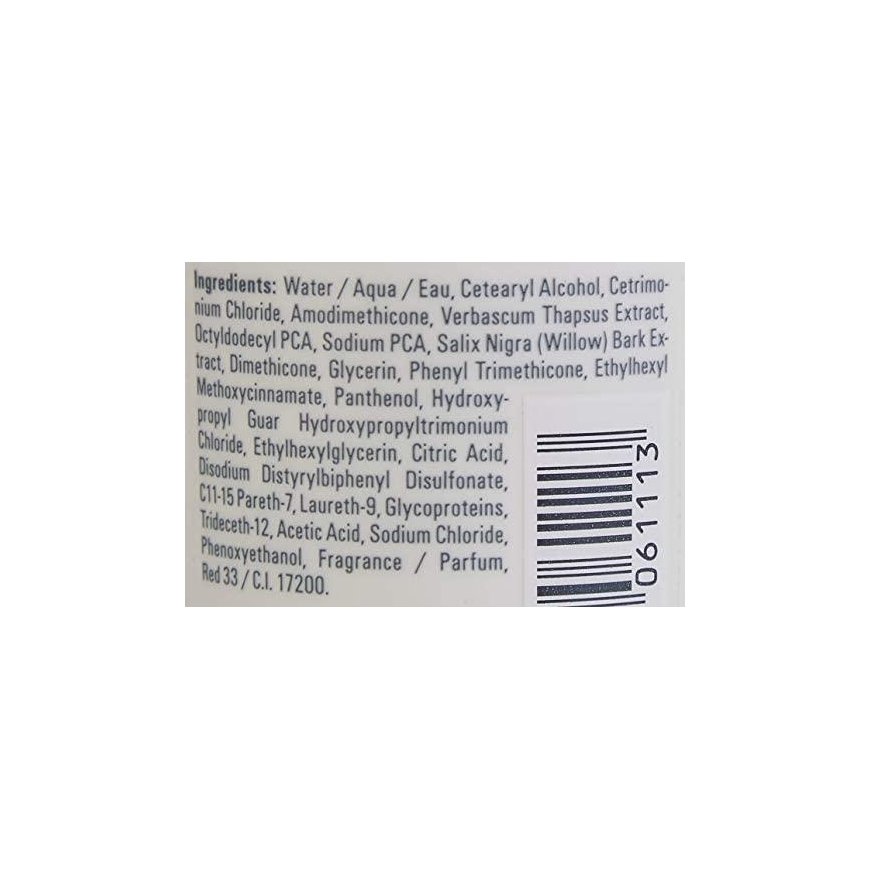 Ingredients: Water / Aqua / Eau, Cetearyl Alcohol, Cetrimo-
nium Chloride, Amodimethicone, Verbascum Thapsus Extract,
Octyldodecyl PCA, Sodium PCA, Salix Nigra (Willow) Bark Ex-
tract, Dimethicone, Glycerin, Phenyl Trimethicone, Ethylhexyl
Methoxycinnamate, Panthenol, Hydroxy-
propyl Guar Hydroxypropyltrimonium
Chloride, Ethylhexylglycerin, Citric Acid,
Disodium Distyrylbiphenyl Disulfonate,
C11-15 Pareth-7, Laureth-9, Glycoproteins,
Trideceth-12, Acetic Acid, Sodium Chloride,
Phenoxyethanol, Fragrance / Parfum,
Red 33 / C.I. 17200.
061113